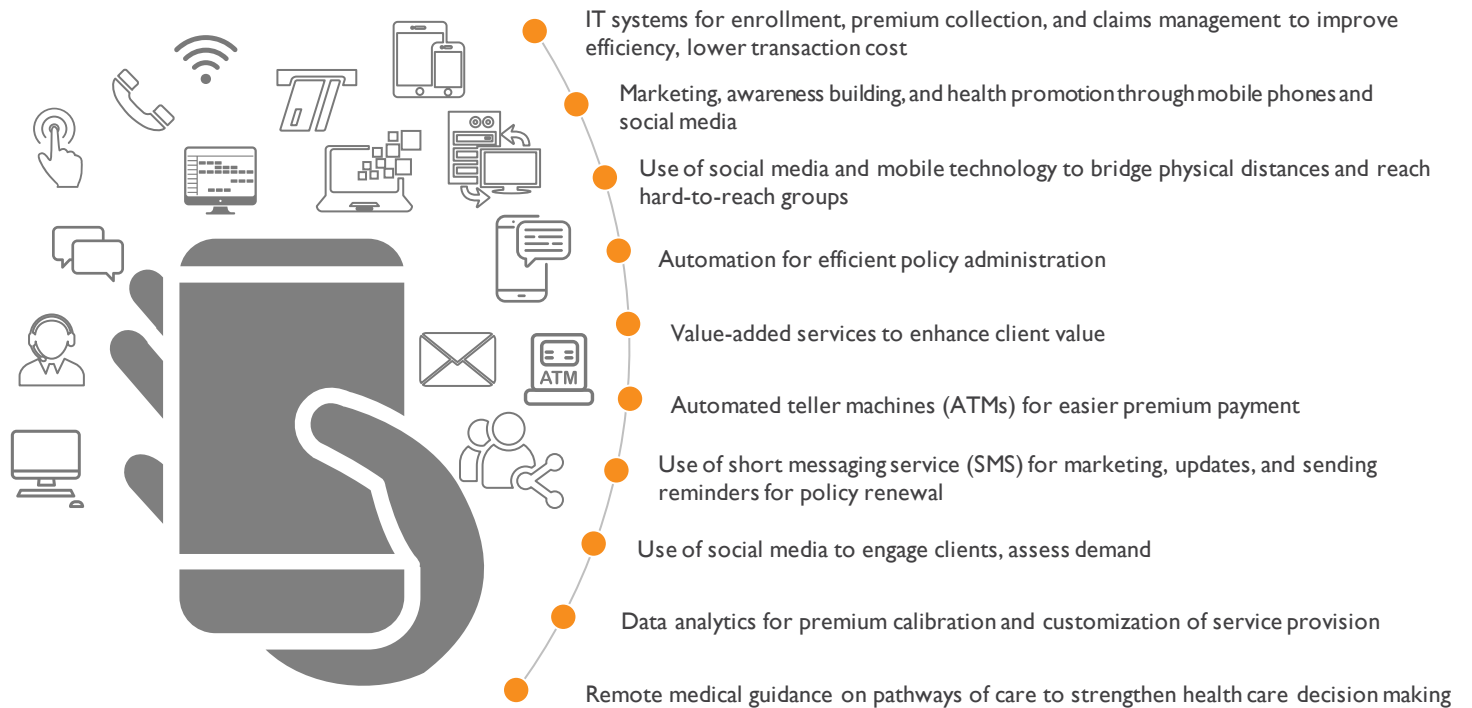 IT systems for enrollment, premium collection, and claims management to improve
efficiency, lower transaction cost
Marketing, awareness building, and health promotion through mobile phones and
social media
Use of social media and mobile technology to bridge physical distances and reach
hard-to-reach groups
Automation for efficient policy administration
Value-added services to enhance client value
ATM
Automated teller machines (ATMs) for easier premium payment
Use of short messaging service (SMS) for marketing, updates, and sending
reminders for policy renewal
Use of social media to engage clients, assess demand
Data analytics for premium calibration and customization of service provision
Remote medical guidance on pathways of care to strengthen health care decision making